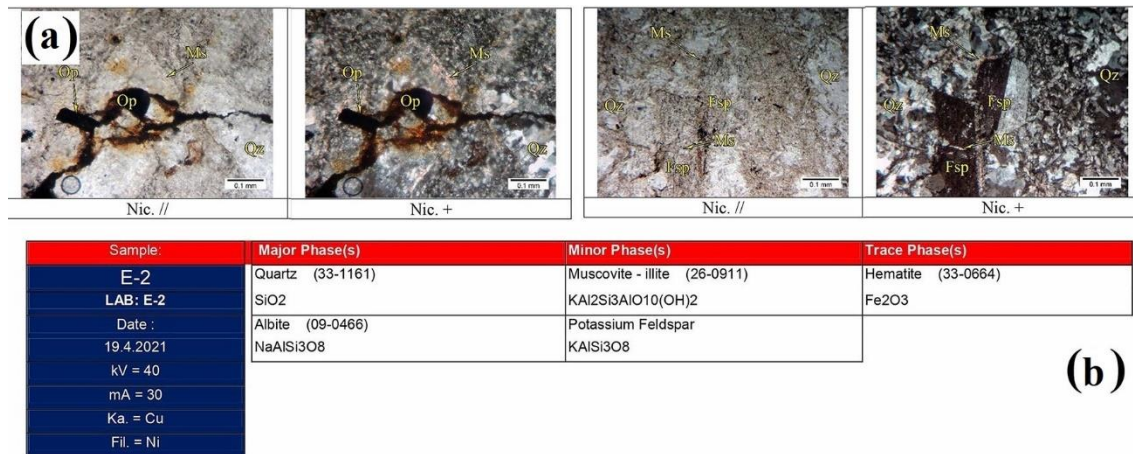 (a)
Op
Op
Ms
Qz
0.1 mm
Nic. //
Op
Op
Ms
Qz
0.1 mm
Nic. +
Ms
Qz
Qz
Fsp
Ms
Fsp
0.1 mm
Nic. //
Ms
Qz
Qz
Fsp
Ms
Fsp
0.1 mm
Nic. +
Sample: Major Phase(s) Minor Phase(s) Trace Phase(s)
E-2 Quartz (33-1161) Muscovite - illite (26-0911) Hematite (33-0664)
LAB: E-2 SiO2 KAl2Si3AlO10(OH)2 Fe2O3
Date : Albite (09-0466) Potassium Feldspar
19.4.2021 NaAlSi3O8 KAlSi3O8
kV = 40
mA = 30
Ka. = Cu
Fil. = Ni
(b)